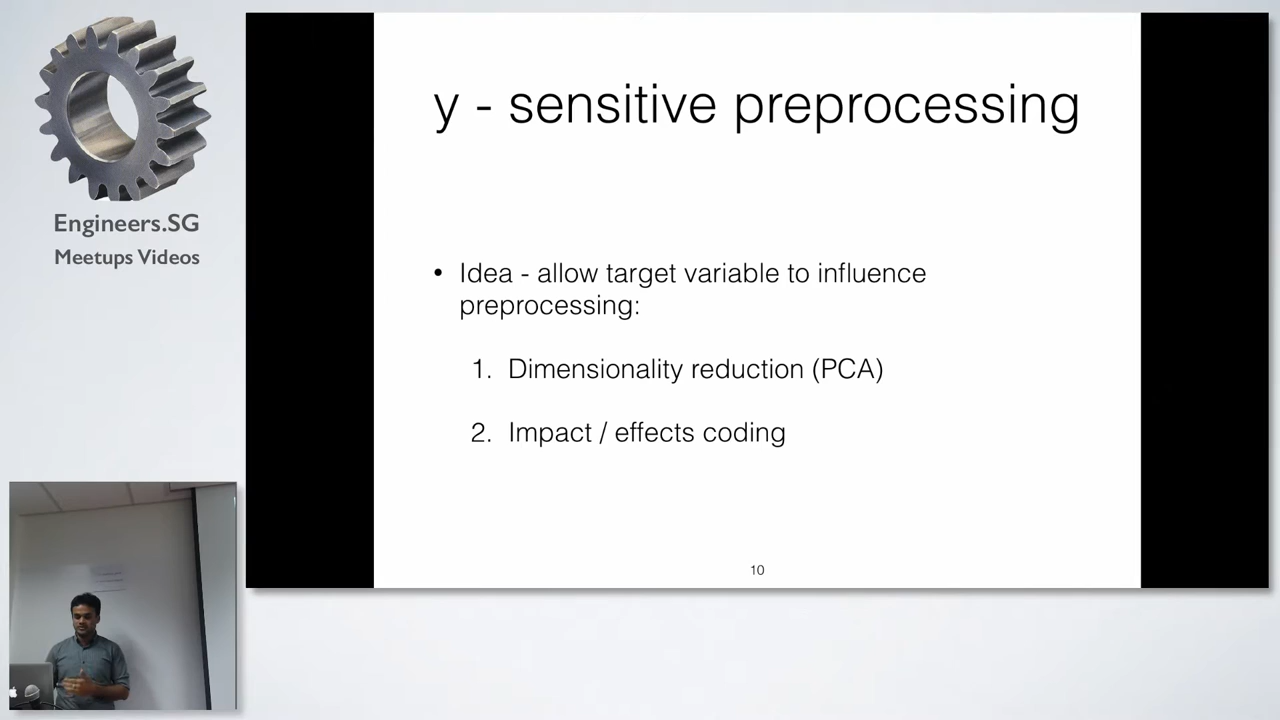 Engineers.SG
Meetups Videos
y - sensitive preprocessing
• Idea - allow target variable to influence
preprocessing:
1. Dimensionality reduction (PCA)
2. Impact / effects coding
10